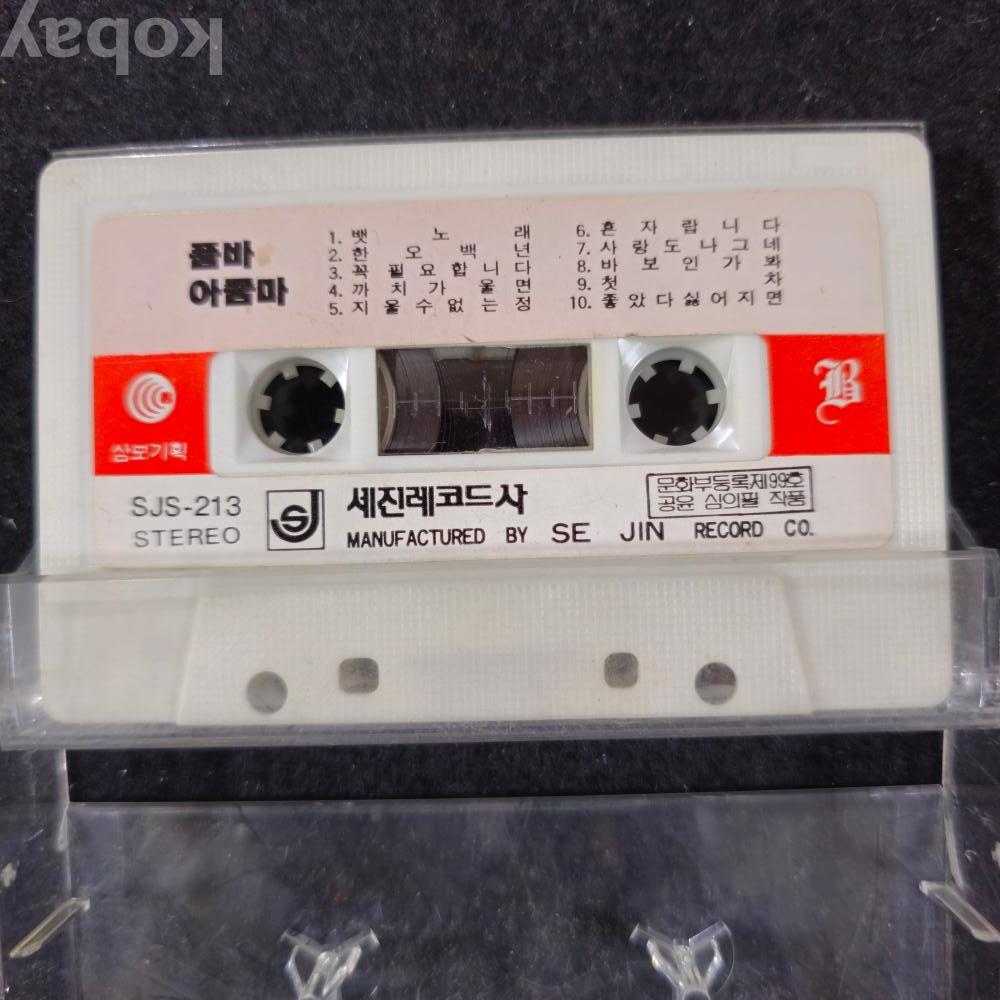 kobay
품바
아줌마
1. 뱃노래
2. 한오백년
3. 꼭필요합니다
4. 까치가울면
5. 지울수없는정
6. 혼자랍니다
7. 사랑도나그네
8. 바보인가봐
9. 첫차
10. 좋았다싫어지면
삼모기획
B
SJS-213
STEREO
SJ
세진레코드사
MANUFACTURED BY SE JIN RECORD CO.
문화부등록제99호
공윤 심의필 작품